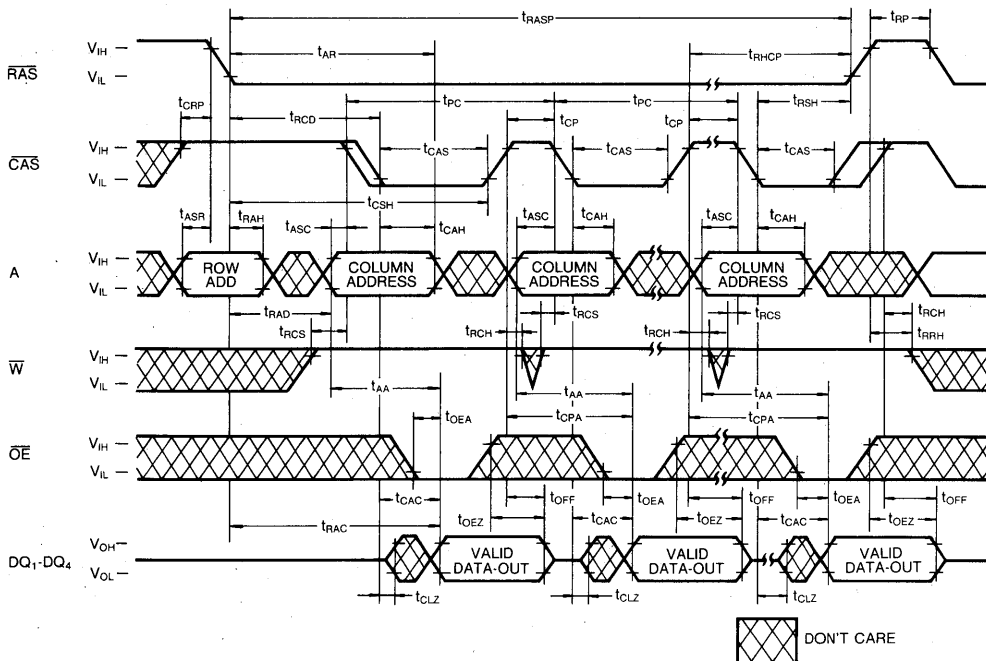 tRASP tRP
tAR tRHCP
VIH
RAS
VIL
tCRP tRCD tPC tPC tRSH
tCP tCP
VIH
CAS
VIL
tCAS tCAS tCAS
tCSH
tASR tRAH tASC tCAH tASC tCAH tASC tCAH
VIH
A
VIL
ROW ADD
COLUMN ADDRESS
COLUMN ADDRESS
COLUMN ADDRESS
tRAD tRCS tRCS tRCH
tRCS tRCH tRCH tRRH
VIH
W
VIL
tAA tAA tAA
tOEA tCPA tCPA
VIH
OE
VIL
tCAC tOFF tOEA tOFF tOEA tOFF
tRAC tOEZ tCAC tOEZ tCAC tOEZ
VOH
DQ1-DQ4
VOL
VALID DATA-OUT
VALID DATA-OUT
VALID DATA-OUT
tCLZ tCLZ tCLZ
DON'T CARE